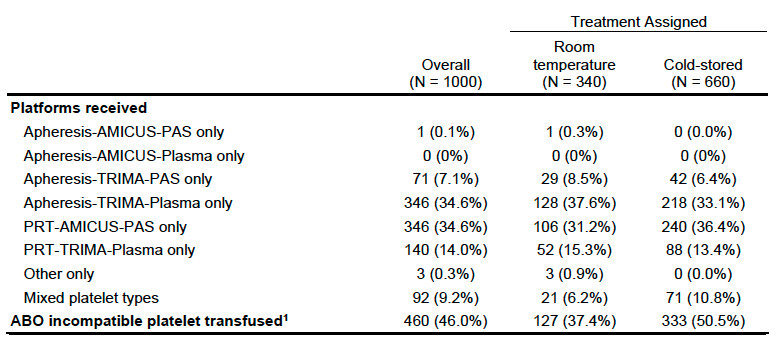 Treatment Assigned
Overall (N = 1000) Room temperature (N = 340) Cold-stored (N = 660)
Platforms received
Apheresis-AMICUS-PAS only 1 (0.1%) 1 (0.3%) 0 (0.0%)
Apheresis-AMICUS-Plasma only 0 (0%) 0 (0%) 0 (0%)
Apheresis-TRIMA-PAS only 71 (7.1%) 29 (8.5%) 42 (6.4%)
Apheresis-TRIMA-Plasma only 346 (34.6%) 128 (37.6%) 218 (33.1%)
PRT-AMICUS-PAS only 346 (34.6%) 106 (31.2%) 240 (36.4%)
PRT-TRIMA-Plasma only 140 (14.0%) 52 (15.3%) 88 (13.4%)
Other only 3 (0.3%) 3 (0.9%) 0 (0.0%)
Mixed platelet types 92 (9.2%) 21 (6.2%) 71 (10.8%)
ABO incompatible platelet transfused¹ 460 (46.0%) 127 (37.4%) 333 (50.5%)